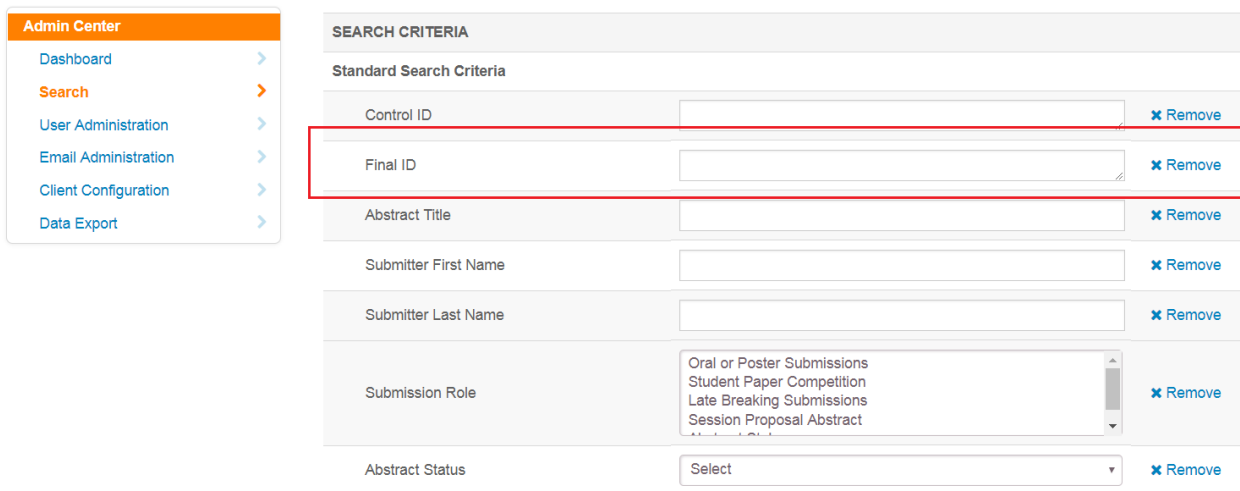 Admin Center
Dashboard
Search
User Administration
Email Administration
Client Configuration
Data Export
SEARCH CRITERIA
Standard Search Criteria
Control ID Remove
Final ID Remove
Abstract Title Remove
Submitter First Name Remove
Submitter Last Name Remove
Submission Role
Oral or Poster Submissions
Student Paper Competition
Late Breaking Submissions
Session Proposal Abstract
Remove
Abstract Status Select Remove